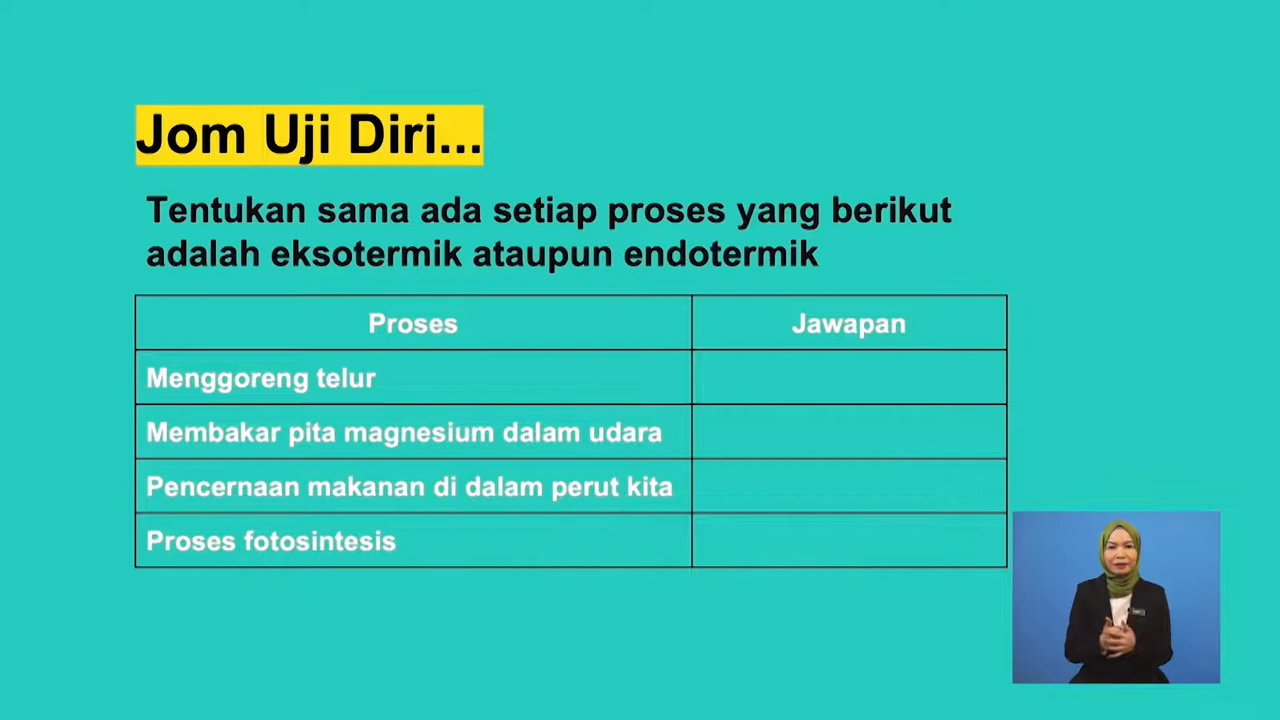 Jom Uji Diri...
Tentukan sama ada setiap proses yang berikut
adalah eksotermik ataupun endotermik
Proses
Jawapan
Menggoreng telur
Membakar pita magnesium dalam udara
Pencernaan makanan di dalam perut kita
Proses fotosintesis